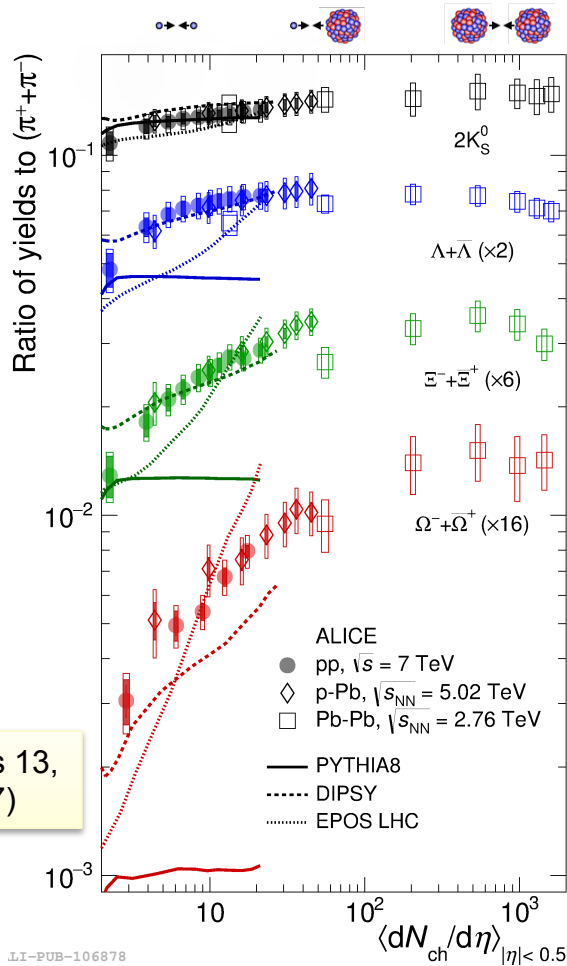 Ratio of yields to (π⁺+π⁻)
10⁻¹
2K⁰_S
Λ+Λ̅ (×2)
Ξ⁻+Ξ̅⁺ (×6)
10⁻²
Ω⁻+Ω̅⁺ (×16)
ALICE
pp, √s = 7 TeV
p-Pb, √s_NN = 5.02 TeV
Pb-Pb, √s_NN = 2.76 TeV
PYTHIA8
DIPSY
EPOS LHC
s 13,
7)
10⁻³
10 10² 10³
⟨dN_ch/dη⟩_|η|< 0.5
LI-PUB-106878